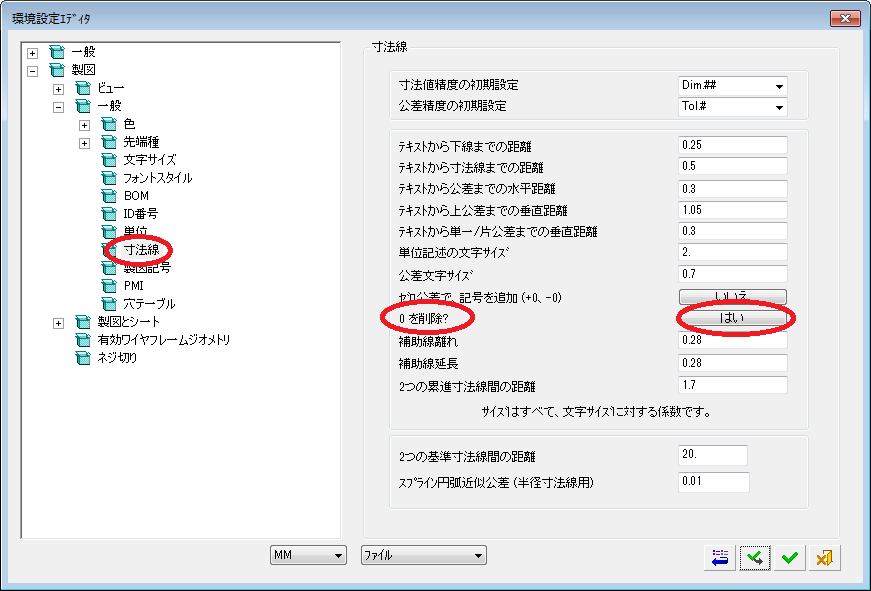 環境設定ｴﾃﾞｨﾀ
一般
製図
ﾋﾞｭｰ
一般
色
先端種
文字サイズ
フォントスタイル
BOM
ID番号
単位
寸法線
製図記号
PMI
穴テーブル
製図とシート
有効ワイヤフレームジオメトリ
ネジ切り
寸法線
寸法値精度の初期設定 Dim.##
公差精度の初期設定 Tol.#
ﾃｷｽﾄから下線までの距離 0.25
ﾃｷｽﾄから寸法線までの距離 0.5
ﾃｷｽﾄから公差までの水平距離 0.3
ﾃｷｽﾄから上公差までの垂直距離 1.05
ﾃｷｽﾄから単一/片公差までの垂直距離 0.3
単位記述の文字ｻｲｽﾞ 2.
公差文字ｻｲｽﾞ 0.7
ｾﾞﾛ公差で、記号を追加 (+0、-0) いいえ
0 を削除? はい
補助線離れ 0.28
補助線延長 0.28
2つの累進寸法線間の距離 1.7
ｻｲｽﾞはすべて、文字ｻｲｽﾞに対する係数です。
2つの基準寸法線間の距離 20.
ｽﾌﾟﾗｲﾝ円弧近似公差 (半径寸法線用) 0.01
MM ﾌｧｲﾙ